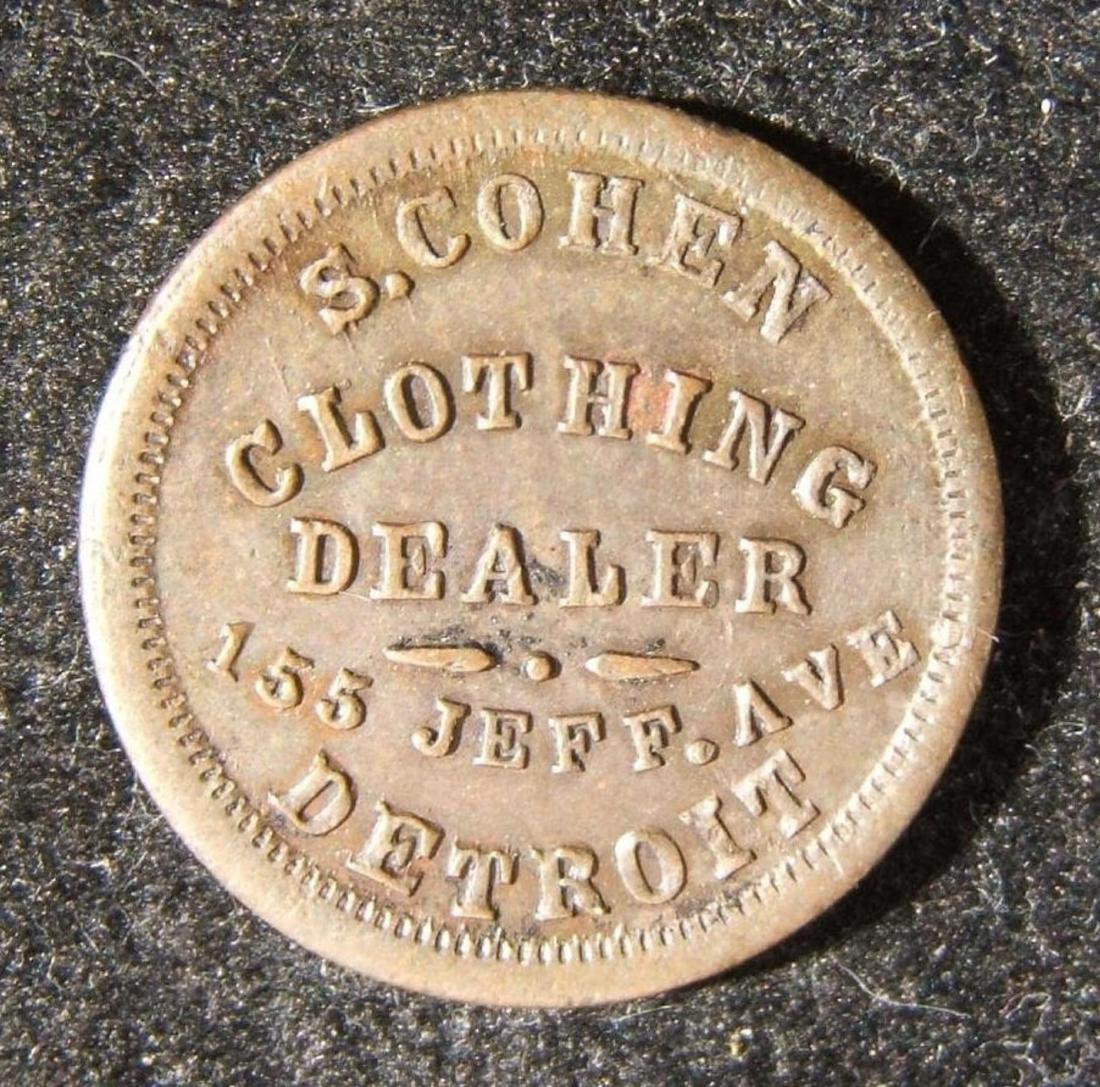 S. COHEN
CLOTHING
DEALER
155 JEFF. AVE
DETROIT